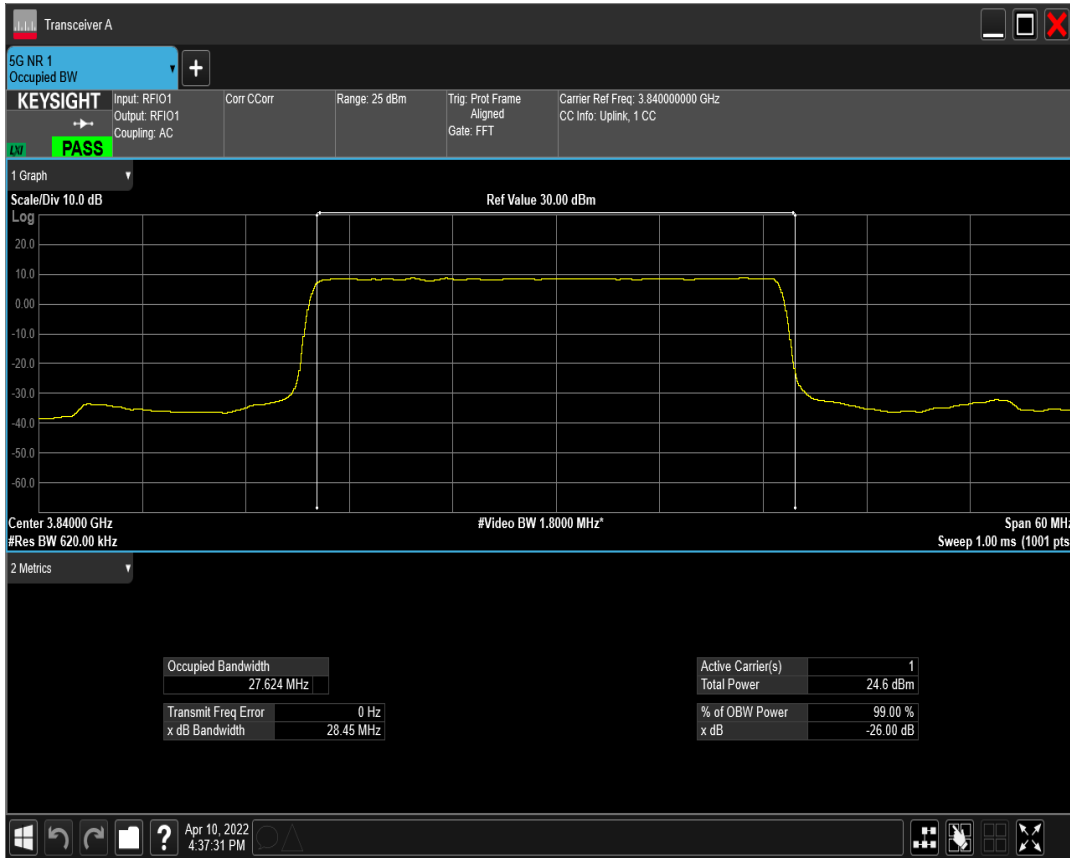 Transceiver A
5G NR 1
Occupied BW
KEYSIGHT
LXI
PASS
Input: RFIO1
Output: RFIO1
Coupling: AC
Corr CCorr
Range: 25 dBm
Trig: Prot Frame
Aligned
Gate: FFT
Carrier Ref Freq: 3.840000000 GHz
CC Info: Uplink, 1 CC
1 Graph
Scale/Div 10.0 dB
Ref Value 30.00 dBm
Log
20.0
10.0
0.00
-10.0
-20.0
-30.0
-40.0
-50.0
-60.0
Center 3.84000 GHz
#Video BW 1.8000 MHz*
Span 60 MHz
#Res BW 620.00 kHz
Sweep 1.00 ms (1001 pts
2 Metrics
Occupied Bandwidth
27.624 MHz
Transmit Freq Error 0 Hz
x dB Bandwidth 28.45 MHz
Active Carrier(s) 1
Total Power 24.6 dBm
% of OBW Power 99.00 %
x dB -26.00 dB
?
Apr 10, 2022
4:37:31 PM